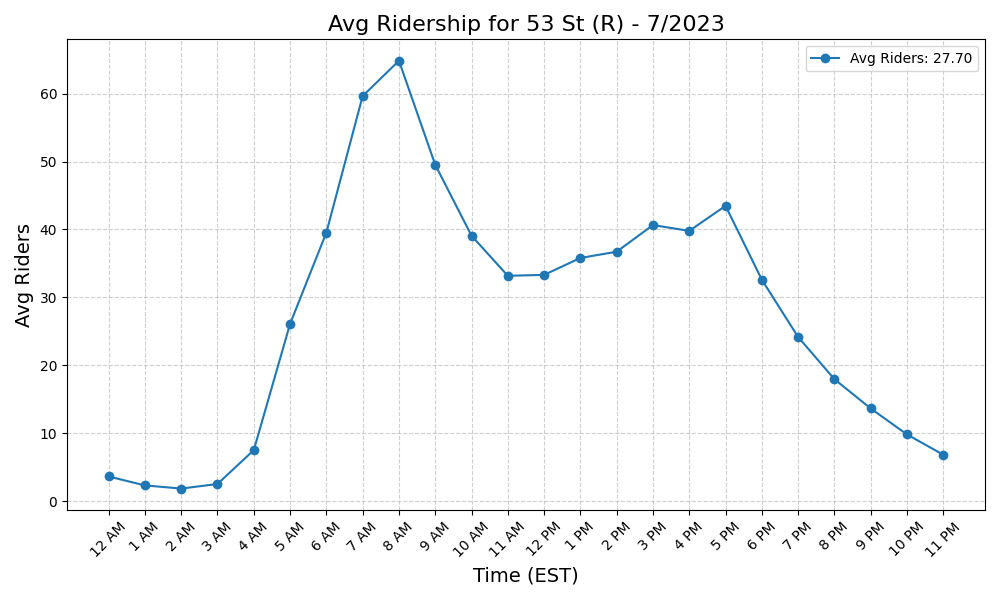 Avg Ridership for 53 St (R) - 7/2023
Avg Riders: 27.70
Avg Riders
60
50
40
30
20
10
0
12 AM 1 AM 2 AM 3 AM 4 AM 5 AM 6 AM 7 AM 8 AM 9 AM 10 AM 11 AM 12 PM 1 PM 2 PM 3 PM 4 PM 5 PM 6 PM 7 PM 8 PM 9 PM 10 PM 11 PM
Time (EST)